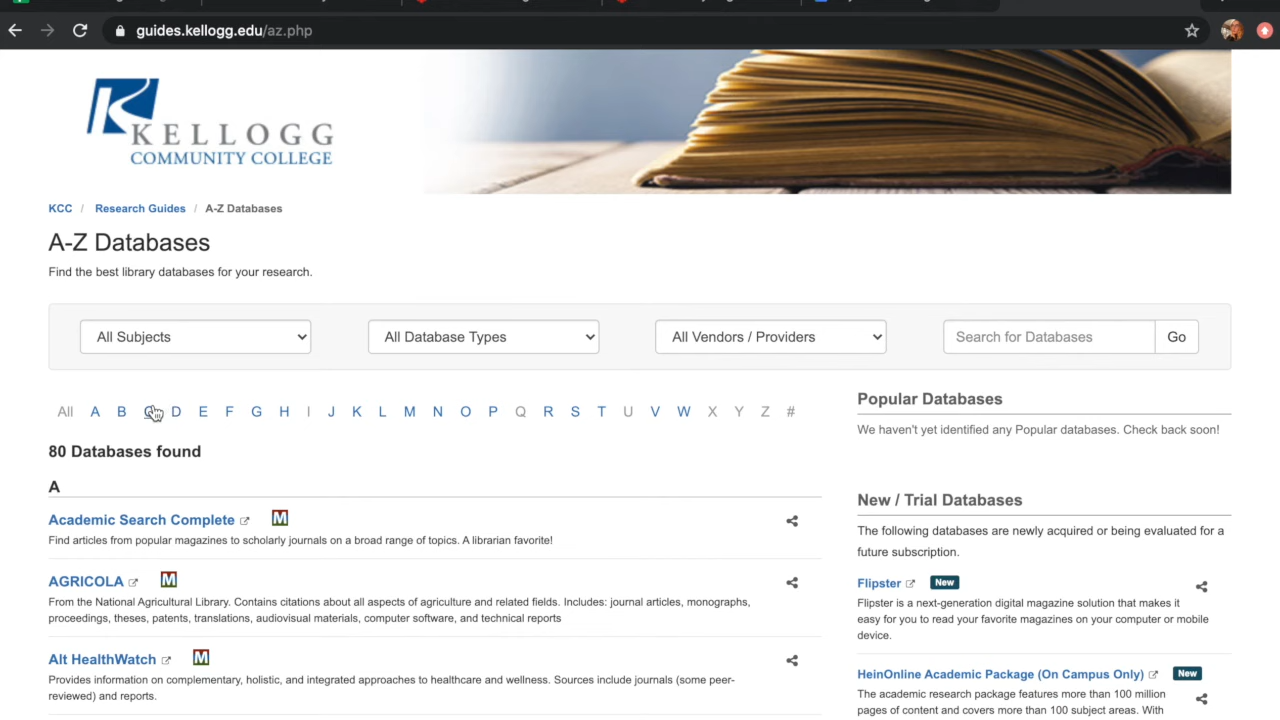 guides.kellogg.edu/az.php
KELLOGG
COMMUNITY COLLEGE
KCC / Research Guides / A-Z Databases
A-Z Databases
Find the best library databases for your research.
All Subjects All Database Types All Vendors / Providers Search for Databases Go
All A B C D E F G H I J K L M N O P Q R S T U V W X Y Z #
80 Databases found
A
Academic Search Complete M
Find articles from popular magazines to scholarly journals on a broad range of topics. A librarian favorite!
AGRICOLA M
From the National Agricultural Library. Contains citations about all aspects of agriculture and related fields. Includes: journal articles, monographs,
proceedings, theses, patents, translations, audiovisual materials, computer software, and technical reports
Alt HealthWatch M
Provides information on complementary, holistic, and integrated approaches to healthcare and wellness. Sources include journals (some peer-
reviewed) and reports.
Popular Databases
We haven't yet identified any Popular databases. Check back soon!
New / Trial Databases
The following databases are newly acquired or being evaluated for a
future subscription.
Flipster New
Flipster is a next-generation digital magazine solution that makes it
easy for you to read your favorite magazines on your computer or mobile
device.
HeinOnline Academic Package (On Campus Only) New
The academic research package features more than 100 million
pages of content and covers more than 100 subject areas. With